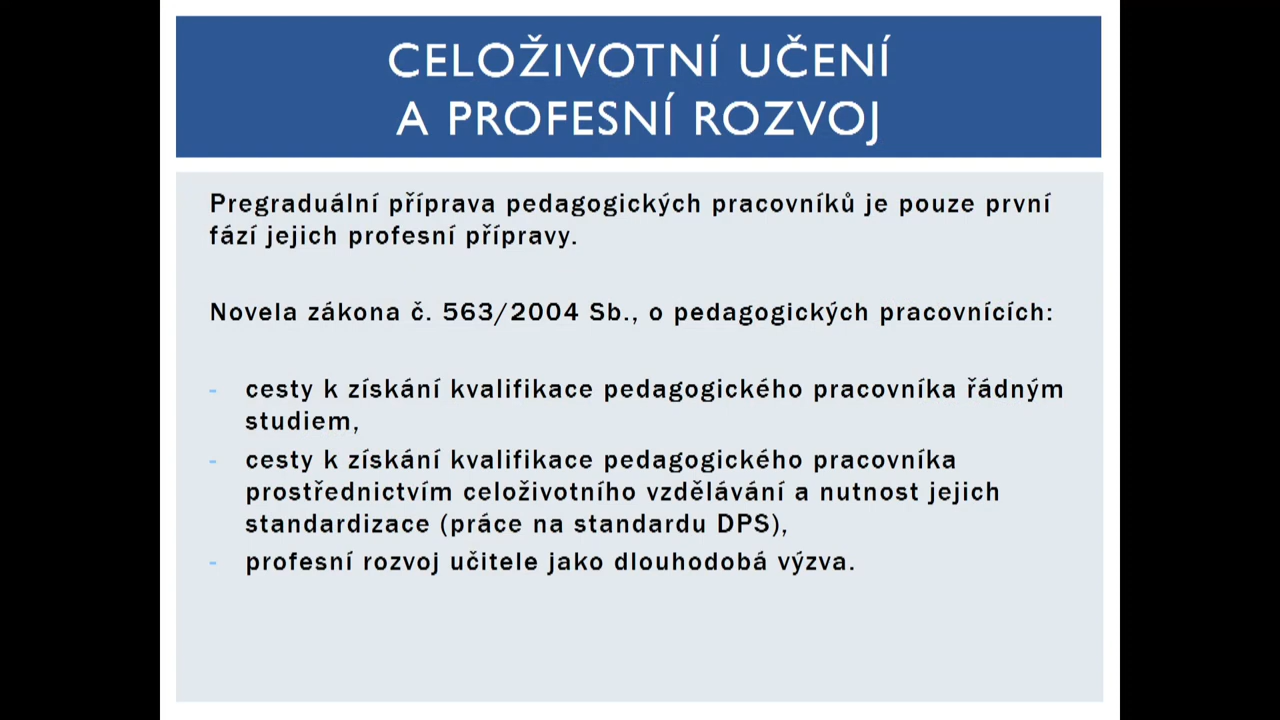 CELOŽIVOTNÍ UČENÍ
A PROFESNÍ ROZVOJ
Pregraduální příprava pedagogických pracovníků je pouze první
fází jejich profesní přípravy.
Novela zákona č. 563/2004 Sb., o pedagogických pracovnících:
- cesty k získání kvalifikace pedagogického pracovníka řádným
studiem,
- cesty k získání kvalifikace pedagogického pracovníka
prostřednictvím celoživotního vzdělávání a nutnost jejich
standardizace (práce na standardu DPS),
- profesní rozvoj učitele jako dlouhodobá výzva.